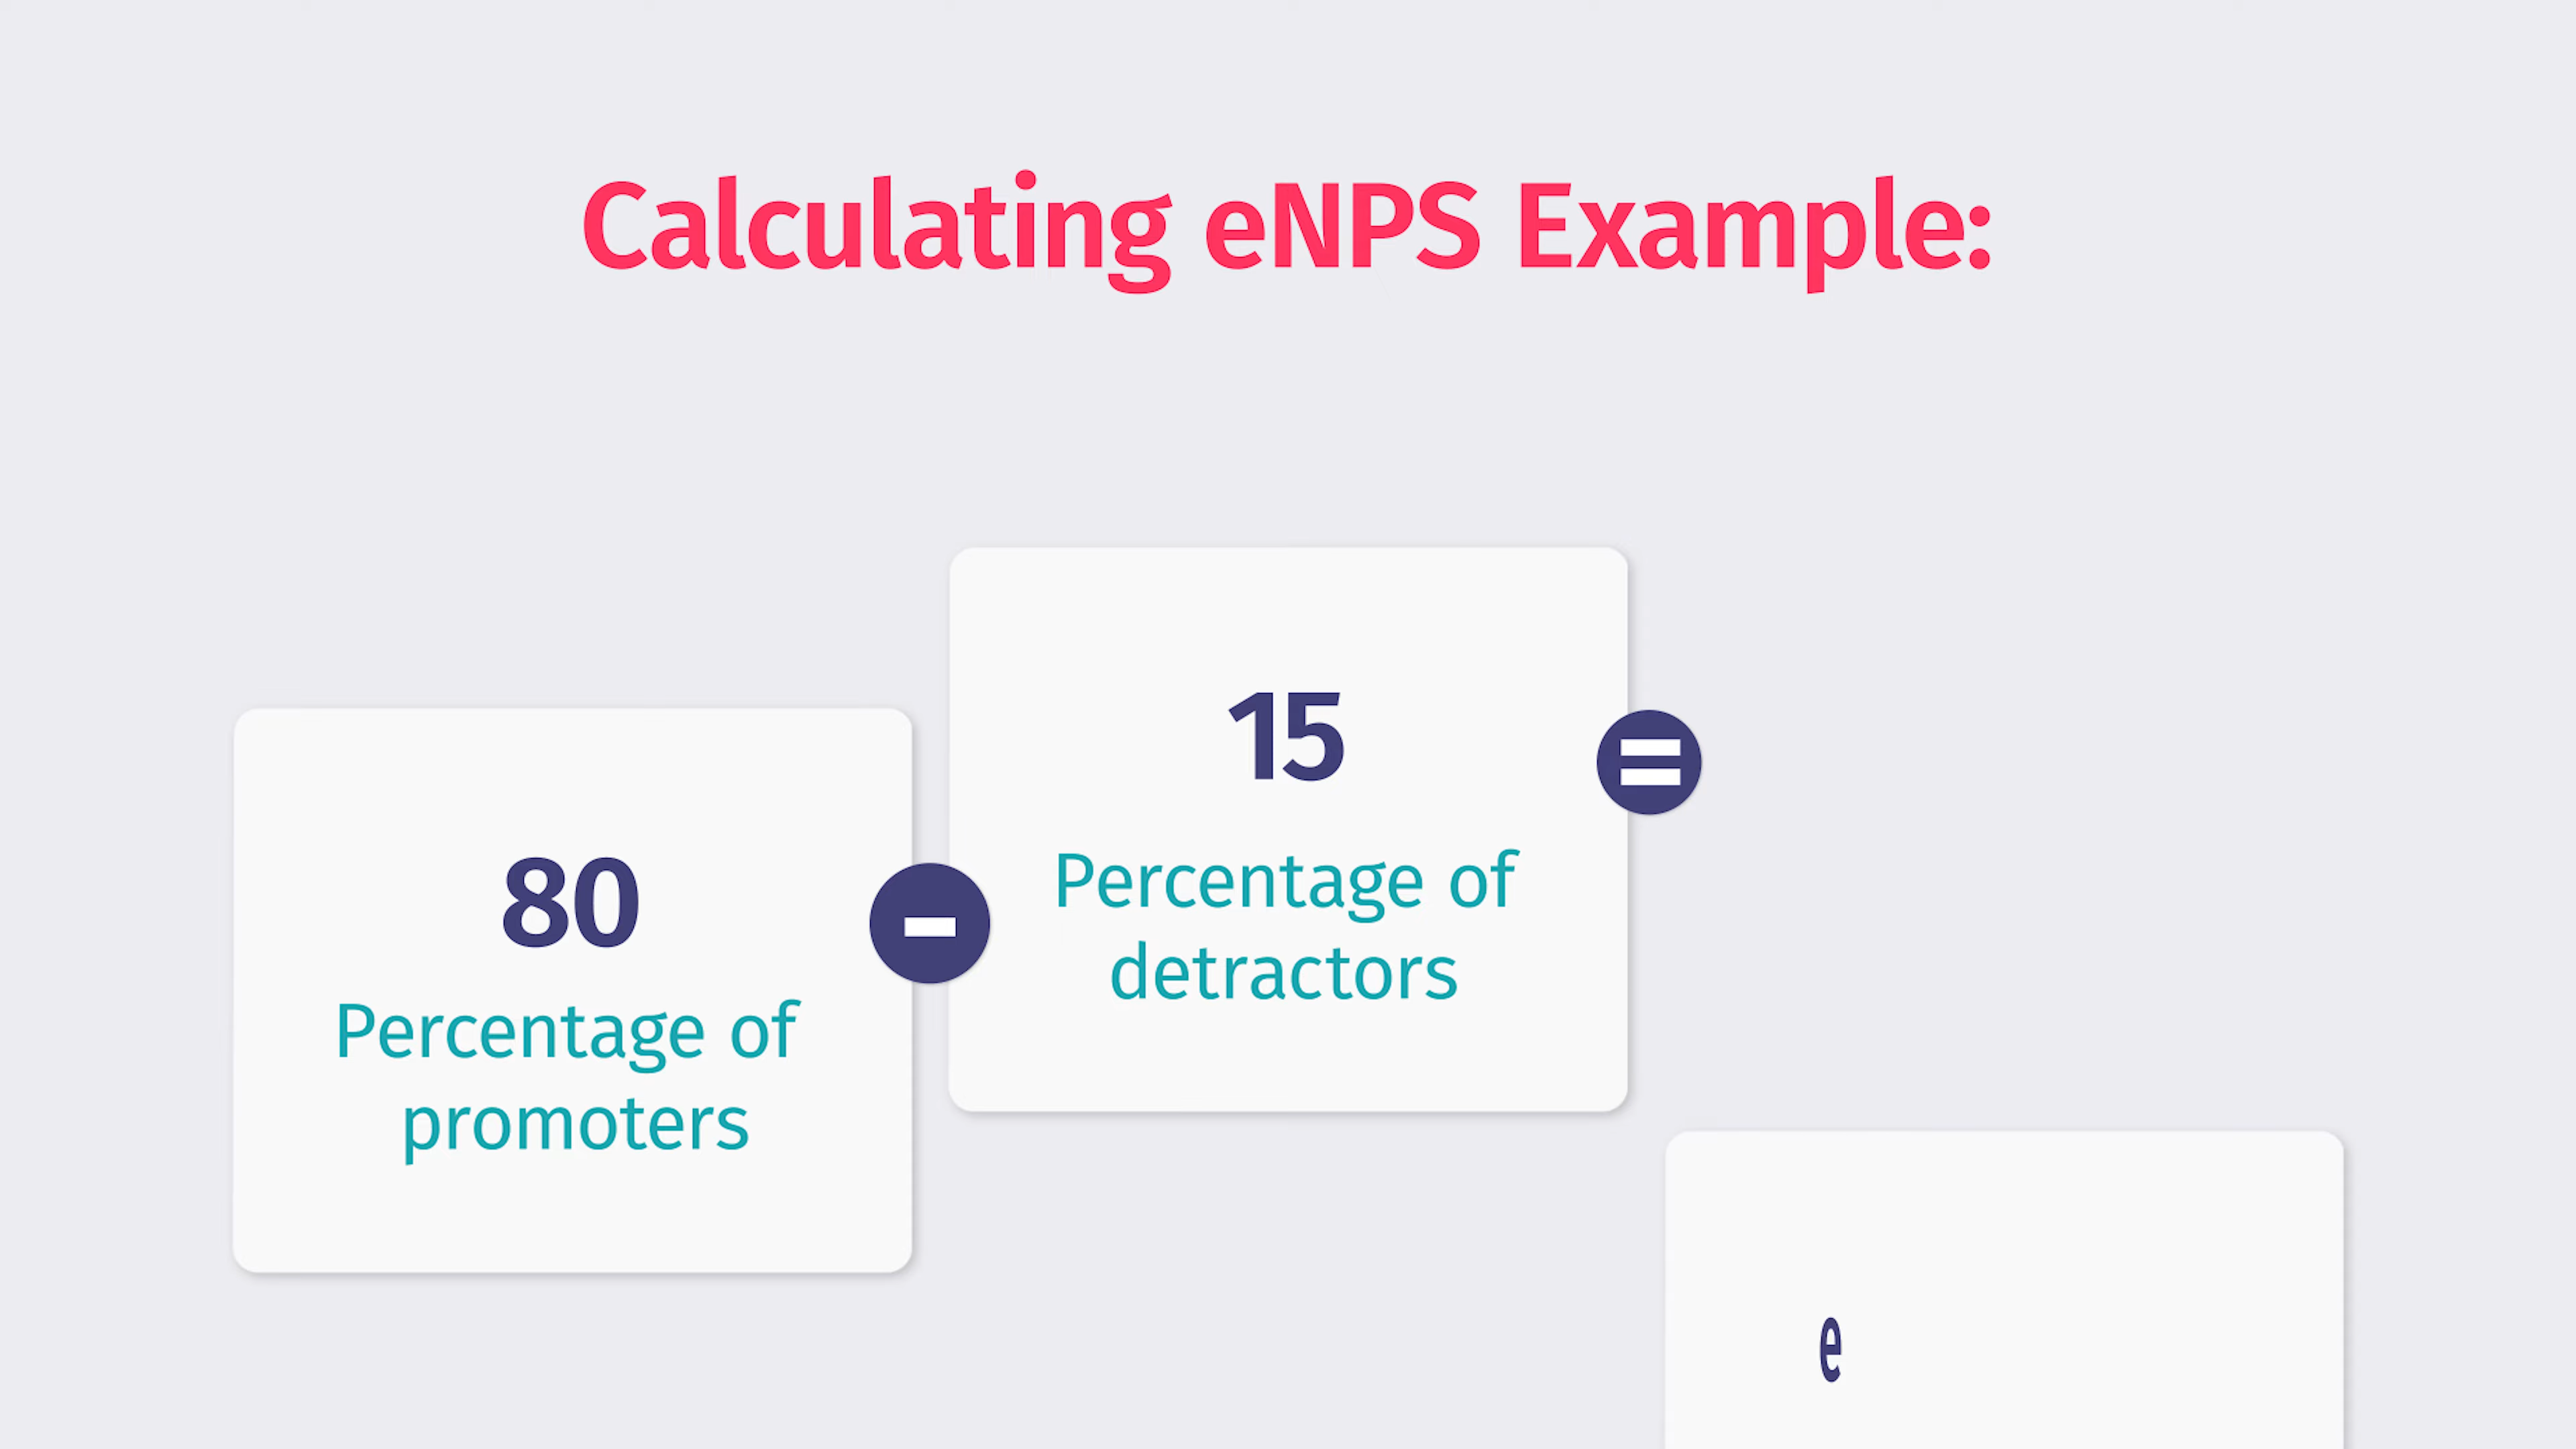 Calculating eNPS Example:
80
Percentage of
promoters
-
15
Percentage of
detractors
=
e